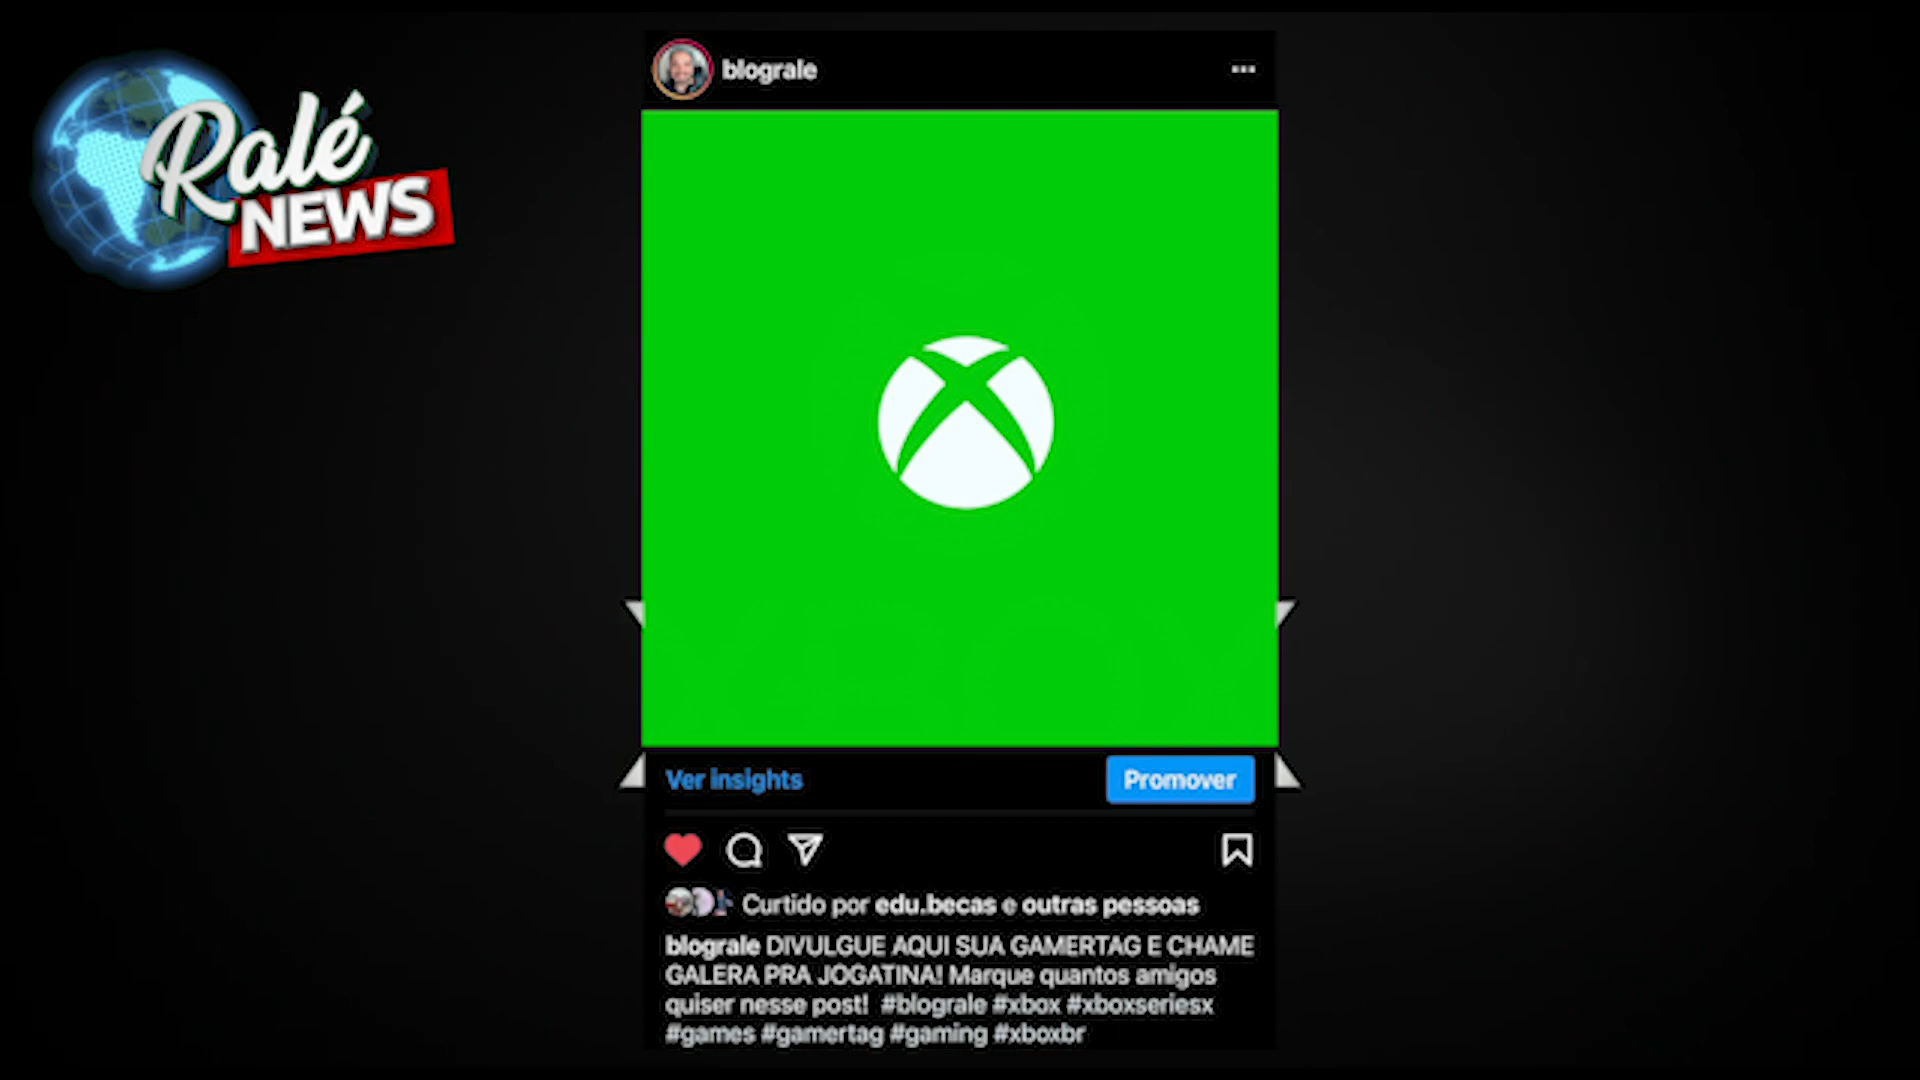 Ralé
NEWS
blograle
Ver insights
Promover
Curtido por edu.becas e outras pessoas
blograle DIVULGUE AQUI SUA GAMERTAG E CHAME
GALERA PRA JOGATINA! Marque quantos amigos
quiser nesse post! #blograle #xbox #xboxseriesx
#games #gamertag #gaming #xboxbr